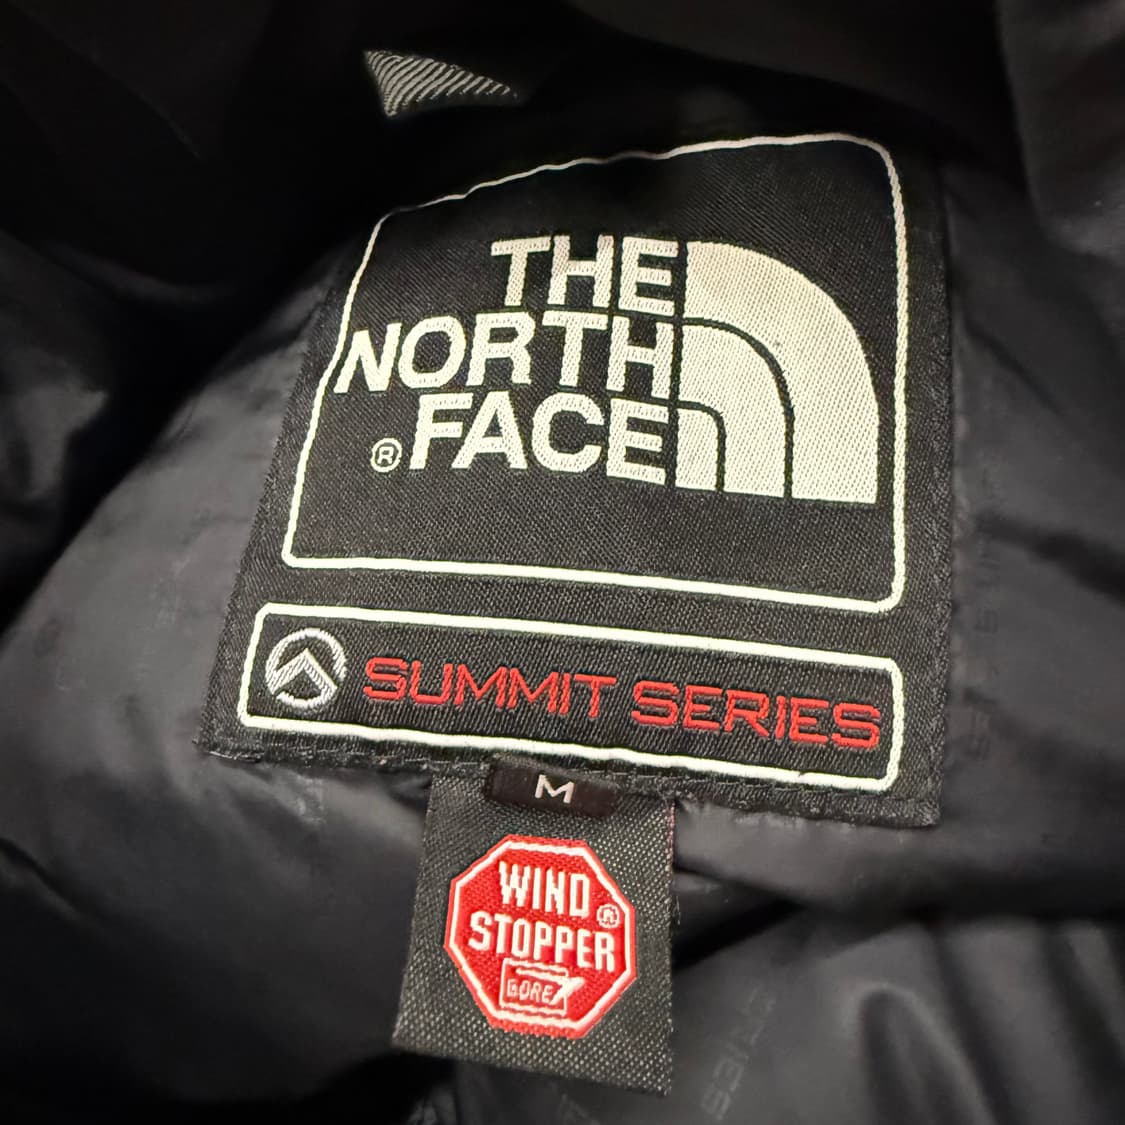 THE
NORTH
® FACE
SUMMIT SERIES
M
WIND
STOPPER®
GORE